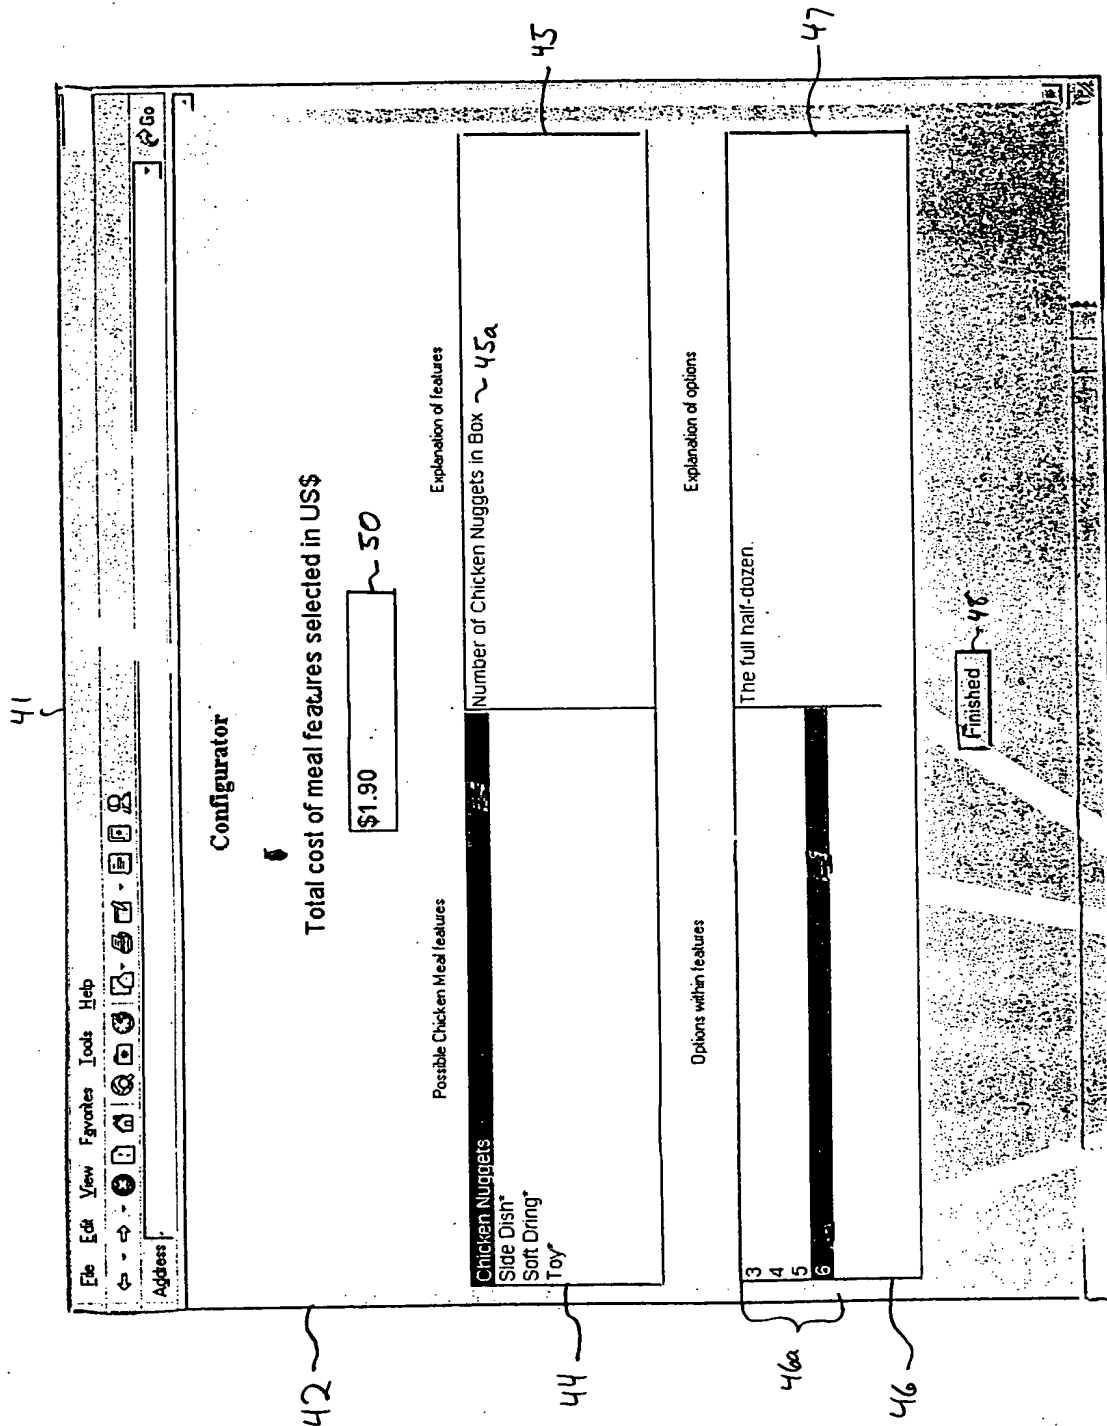 41
File Edit View Favorites Tools Help
Address
Go
42
Configurator
Total cost of meal features selected in US$
$1.90
50
Possible Chicken Meal features
Explanation of features
45
44
Chicken Nuggets
Side Dish*
Soft Dring*
Toy*
Number of Chicken Nuggets in Box
45a
Options within features
Explanation of options
47
46a
46
3
4
5
6
The full half-dozen.
Finished
48